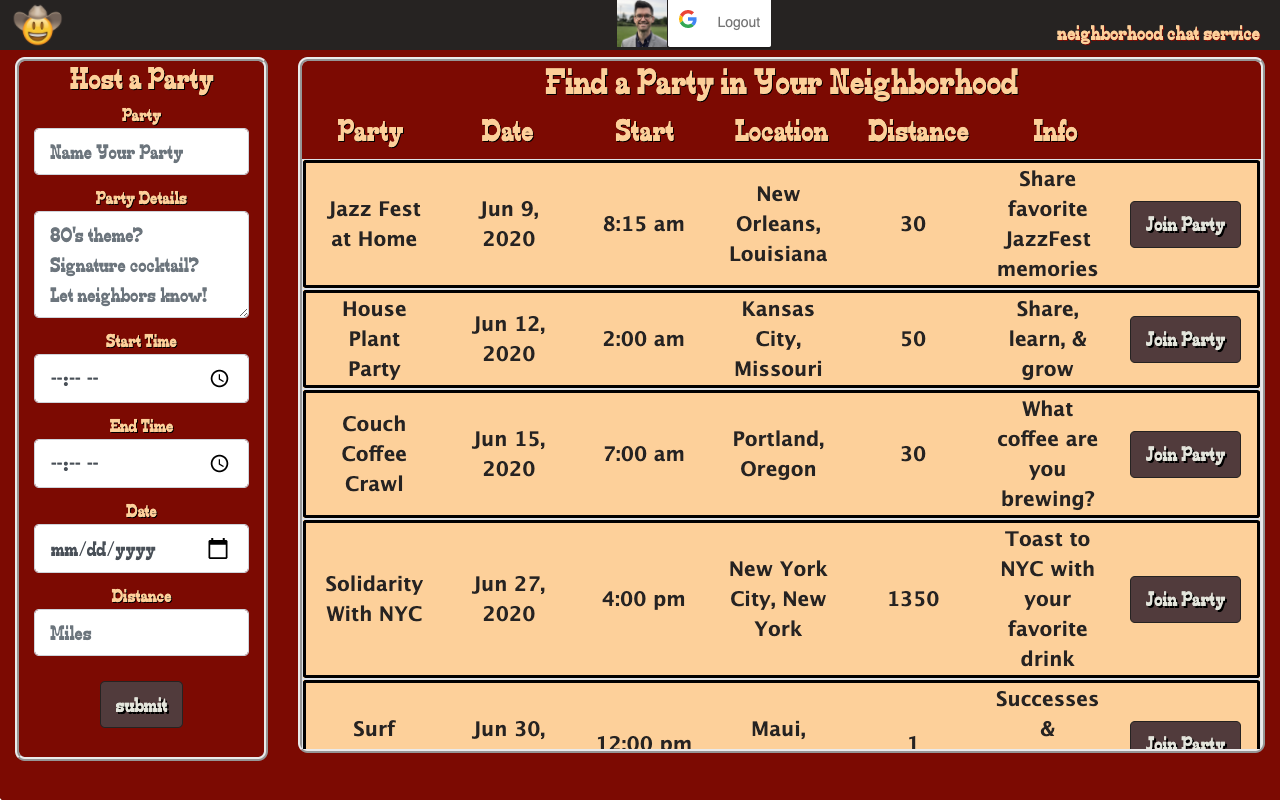 Logout
neighborhood chat service
Host a Party
Party
Name Your Party
Party Details
80's theme?
Signature cocktail?
Let neighbors know!
Start Time
--:-- --
End Time
--:-- --
Date
mm/dd/yyyy
Distance
Miles
submit
Find a Party in Your Neighborhood
Party Date Start Location Distance Info
Jazz Fest
at Home
Jun 9,
2020
8:15 am
New
Orleans,
Louisiana
30
Share
favorite
JazzFest
memories
Join Party
House
Plant
Party
Jun 12,
2020
2:00 am
Kansas
City,
Missouri
50
Share,
learn, &
grow
Join Party
Couch
Coffee
Crawl
Jun 15,
2020
7:00 am
Portland,
Oregon
30
What
coffee are
you
brewing?
Join Party
Solidarity
With NYC
Jun 27,
2020
4:00 pm
New York
City, New
York
1350
Toast to
NYC with
your
favorite
drink
Join Party
Surf
Jun 30,
12:00 pm
Maui,
1
Successes
&
Join Party